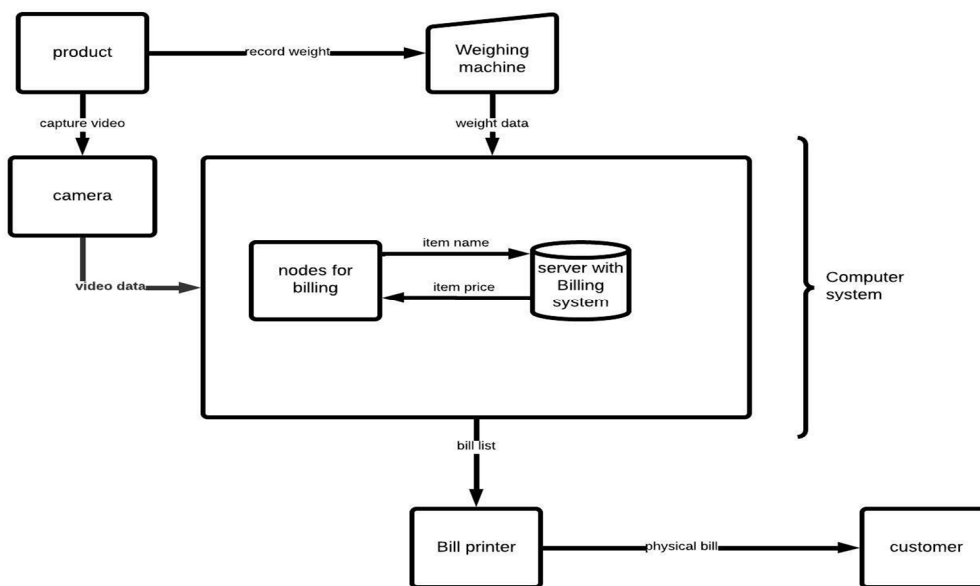 product
record weight
Weighing
machine
capture video
weight data
camera
item name
nodes for
billing
server with
Billing
system
item price
video data
Computer
system
bill list
Bill printer
physical bill
customer